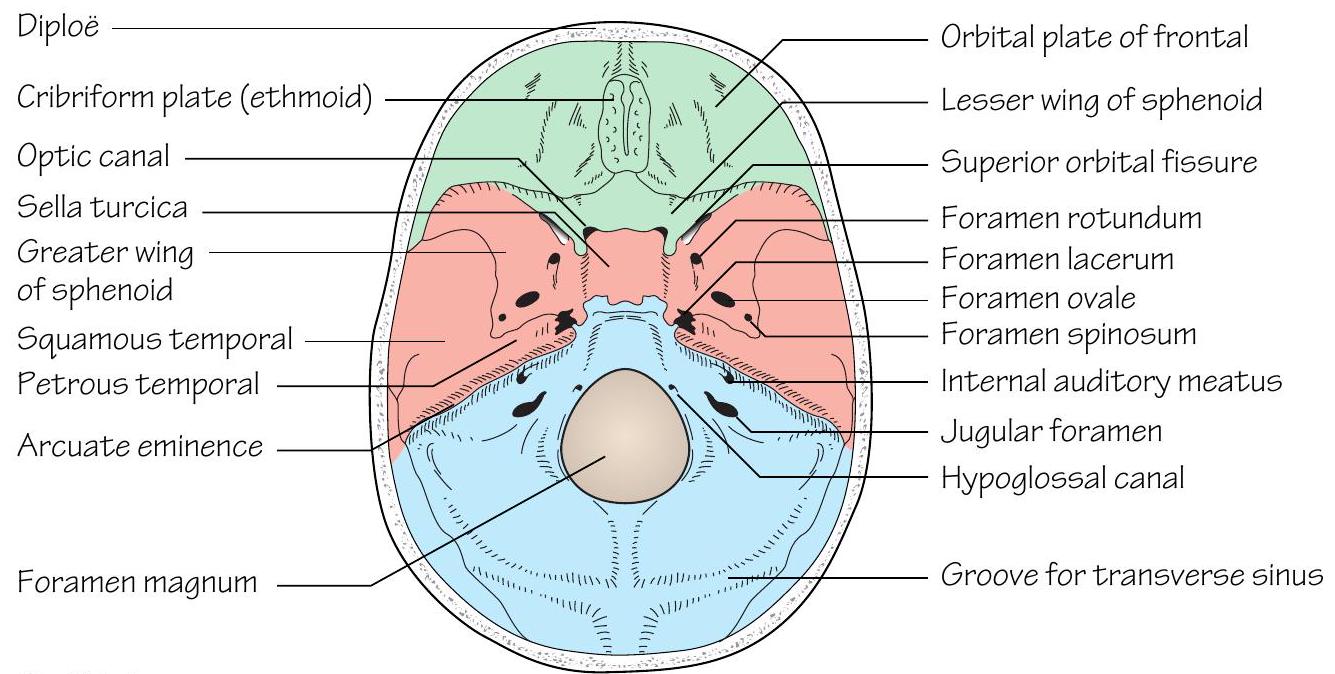 Diploë
Cribriform plate (ethmoid)
Optic canal
Sella turcica
Greater wing
of sphenoid
Squamous temporal
Petrous temporal
Arcuate eminence
Foramen magnum
Orbital plate of frontal
Lesser wing of sphenoid
Superior orbital fissure
Foramen rotundum
Foramen lacerum
Foramen ovale
Foramen spinosum
Internal auditory meatus
Jugular foramen
Hypoglossal canal
Groove for transverse sinus